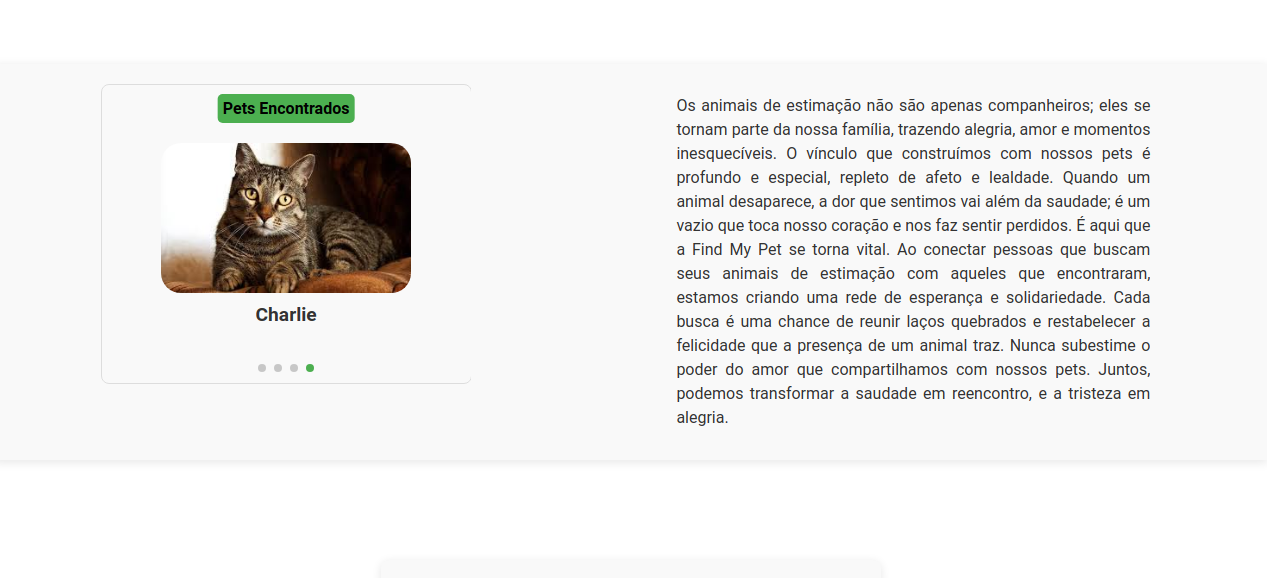 Pets Encontrados
Charlie
Os animais de estimação não são apenas companheiros; eles se
tornam parte da nossa família, trazendo alegria, amor e momentos
inesquecíveis. O vínculo que construímos com nossos pets é
profundo e especial, repleto de afeto e lealdade. Quando um
animal desaparece, a dor que sentimos vai além da saudade; é um
vazio que toca nosso coração e nos faz sentir perdidos. É aqui que
a Find My Pet se torna vital. Ao conectar pessoas que buscam
seus animais de estimação com aqueles que encontraram,
estamos criando uma rede de esperança e solidariedade. Cada
busca é uma chance de reunir laços quebrados e restabelecer a
felicidade que a presença de um animal traz. Nunca subestime o
poder do amor que compartilhamos com nossos pets. Juntos,
podemos transformar a saudade em reencontro, e a tristeza em
alegria.